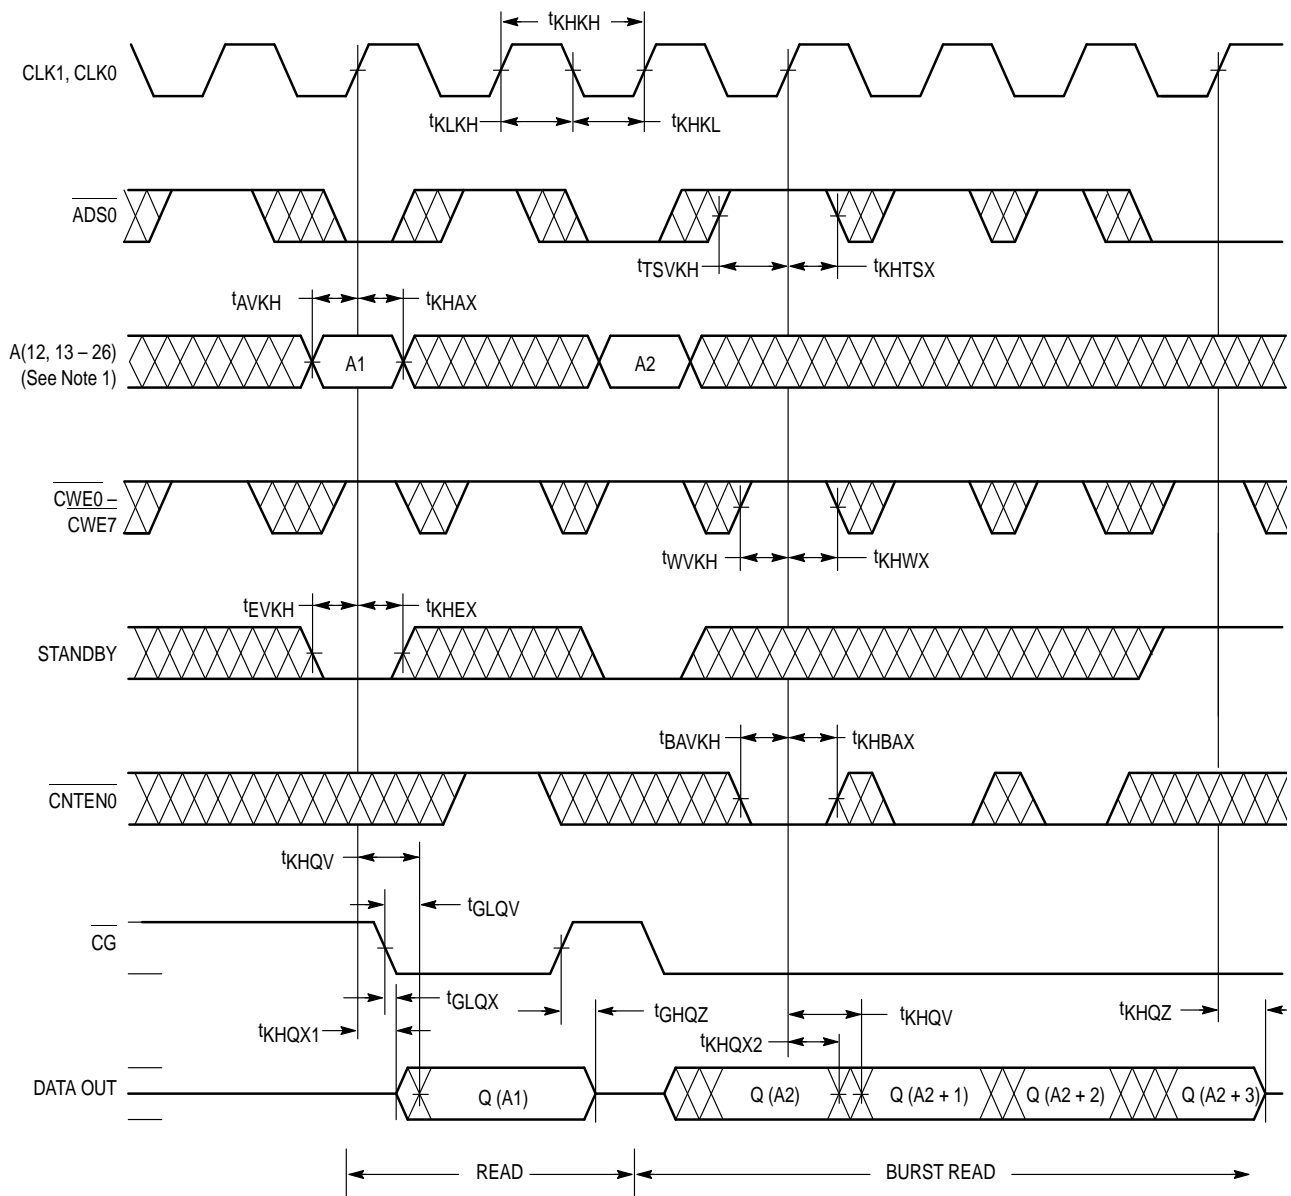 tKHKH
CLK1, CLK0
tKLKH
tKHKL
ADS0
tTSVKH
tKHTSX
tAVKH
tKHAX
A(12, 13 – 26)
(See Note 1)
A1
A2
CWE0 –
CWE7
tWVKH
tKHWX
tEVKH
tKHEX
STANDBY
tBAVKH
tKHBAX
CNTEN0
tKHQV
tGLQV
CG
tGLQX
tGHQZ
tKHQV
tKHQZ
tKHQX1
tKHQX2
DATA OUT
Q (A1)
Q (A2)
Q (A2 + 1)
Q (A2 + 2)
Q (A2 + 3)
READ
BURST READ